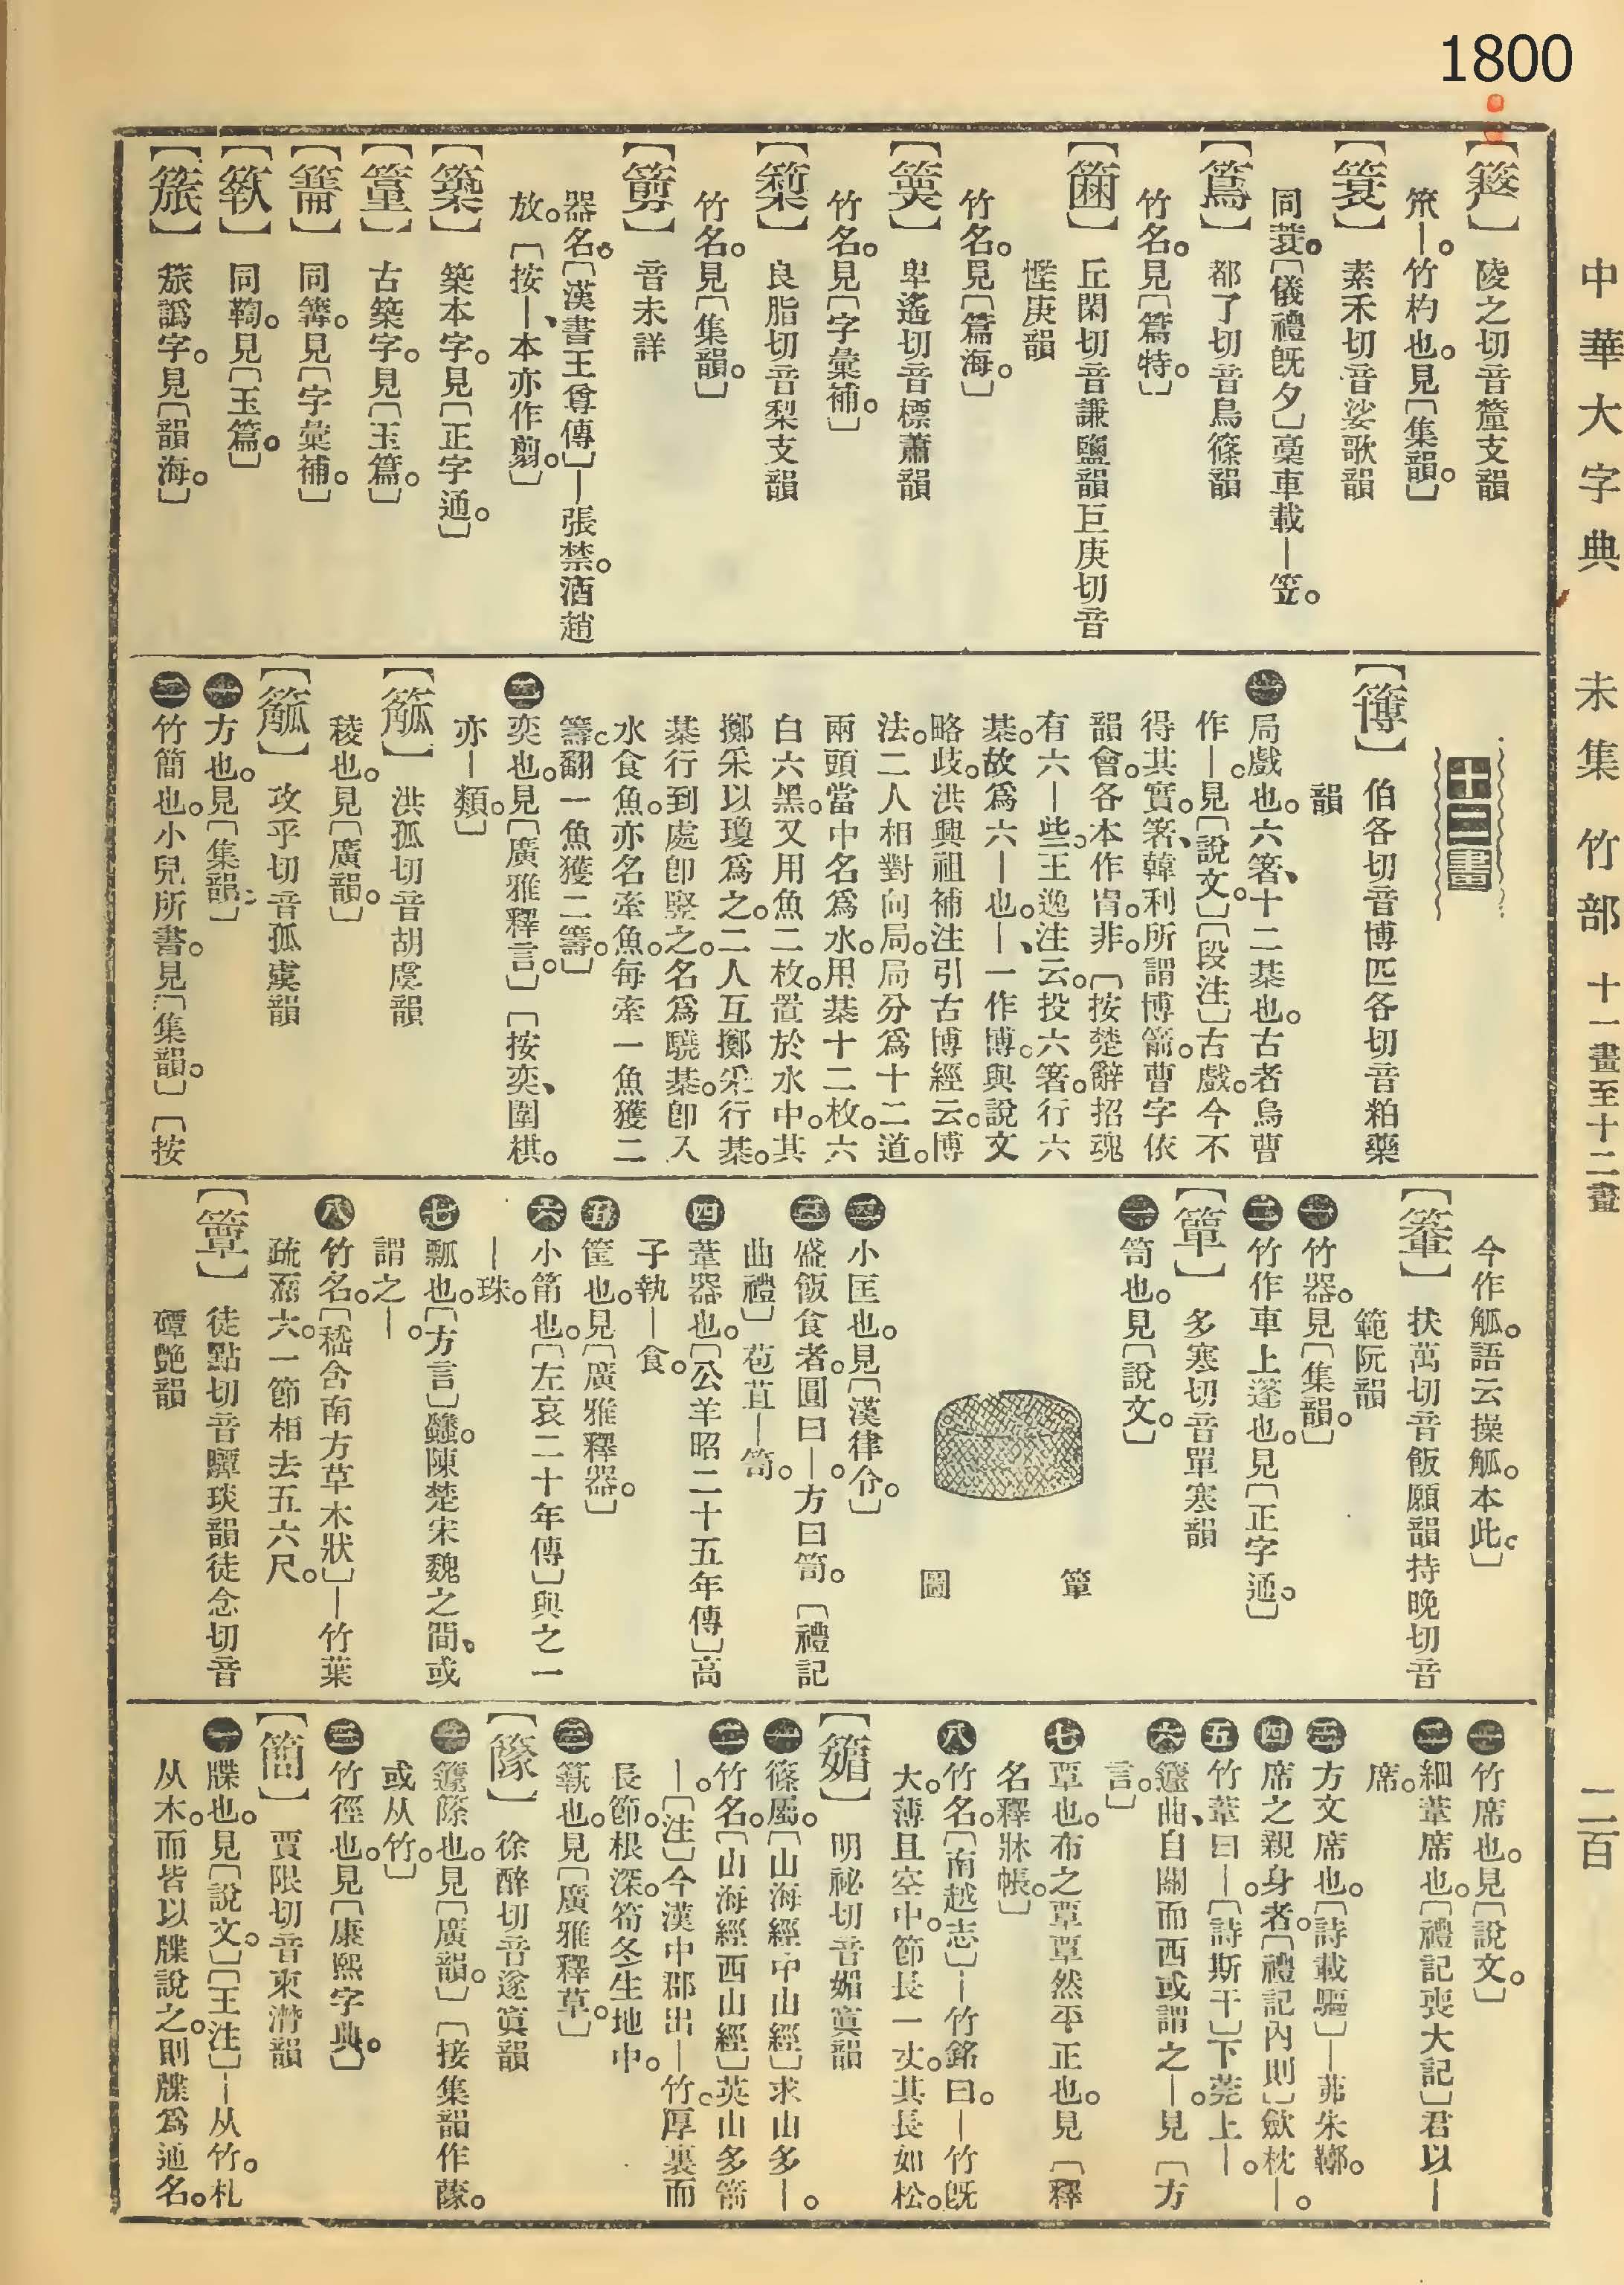 1800
中華大字典 未集 竹部 十一畫至十二畫 二百
陵之切音釐支韻
竹杓也。見〔集韻。〕
【簑】 素禾切音娑歌韻
同蓑。〔儀禮旣夕〕稾車載｜笠。
【蔦】 都了切音鳥篠韻
竹名。見〔篇特。〕
丘閑切音謙鹽韻巨庚切音
慳庚韻
竹名。見〔篇海。〕
卑遙切音標蕭韻
竹名。見〔字彙補。〕
良脂切音梨支韻
竹名。見〔集韻。〕
音未詳
器名。〔漢書王尊傳〕｜張禁。酒趙
放。〔按｜、本亦作翦。〕
【築】 築本字。見〔正字通。〕
古築字。見〔玉篇。〕
同篝。見〔字彙補。〕
同鞫。見〔玉篇。〕
【簱】 旅譌字。見〔韻海。〕
十二畫
【簙】 伯各切音博匹各切音粕藥
韻
㊀局戲也。六箸、十二棊也。古者烏曹
作｜。見〔說文。〕〔段注〕古戲。今不
得其實。箸、韓利所謂博箭。曹字依
韻會。各本作胄。非。〔按楚辭招魂
有六｜些。王逸注云。投六箸。行六
棊。故爲六｜也。｜、一作博。與說文
略歧。洪興祖補注引古博經云。博
法。二人相對向局。局分爲十二道。
兩頭當中名爲水。用棊十二枚。六
白六黑。又用魚二枚。置於水中。其
擲采以瓊爲之。二人互擲采行棊。
棊行到處卽竪之。名爲驍棊。卽入
水食魚。亦名牽魚。每牽一魚獲二
籌。翻一魚獲二籌。〕
㊁奕也。見〔廣雅釋言。〕〔按奕、圍棋。
亦｜類。〕
【㼋】 洪孤切音胡虞韻
稜也。見〔廣韻。〕
攻乎切音孤虞韻
㊀方也。見〔集韻。〕
㊁竹簡也。小兒所書。見〔集韻。〕〔按
今作觚。語云操觚。本此。〕
扶萬切音飯願韻持晚切音
範阮韻
㊀竹器。見〔集韻。〕
㊁竹作車上篷也。見〔正字通。〕
【簞】 多寒切音單寒韻
㊀笥也。見〔說文。〕
簞圖
㊁小匡也。見〔漢律令。〕
㊂盛飯食者。圓曰｜。方曰笥。〔禮記
曲禮〕苞苴｜笥。
㊃葦器也。〔公羊昭二十五年傳〕高
子執｜食。
㊄筐也。見〔廣雅釋器。〕
㊅小笥也。〔左哀二十年傳〕與之一
｜珠。
㊆瓢也。〔方言〕蠡。陳楚宋魏之間、或
謂之｜。
㊇竹名。〔嵇含南方草木狀〕｜竹葉
疏而大。一節相去五六尺。
【簟】 徒點切音驔琰韻徒念切音
磹艷韻
㊀竹席也。見〔說文。〕
㊁細葦席也。〔禮記喪大記〕君以｜
席。
㊂方文席也。〔詩載驅〕｜茀朱鞹。
㊃席之親身者。〔禮記內則〕斂枕｜。
㊄竹葦曰｜。〔詩斯干〕下莞上｜。
㊅籧曲、自關而西或謂之｜。見〔方
言。〕
㊆覃也。布之覃覃然平正也。見〔釋
名釋牀帳。〕
㊇竹名。〔南越志〕｜竹銘曰。｜竹旣
大。薄且空中。節長一丈。其長如松。
【䉋】 明祕切音媚寘韻
㊀篠屬。〔山海經中山經〕求山多｜。
㊁竹名。〔山海經西山經〕英山多箭
｜。〔注〕今漢中郡出｜竹。厚裏而
長節。根深。筍冬生地中。
㊂䈽也。見〔廣雅釋草。〕
徐醉切音遂寘韻
㊀籧篨也。見〔廣韻。〕〔按集韻作蒢。
或从竹。〕
㊁竹徑也。見〔康熙字典。〕
【簡】 賈限切音柬潸韻
㊀牒也。見〔說文。〕〔王注〕｜从竹。札
从木。而皆以牒說之。則牒爲通名。